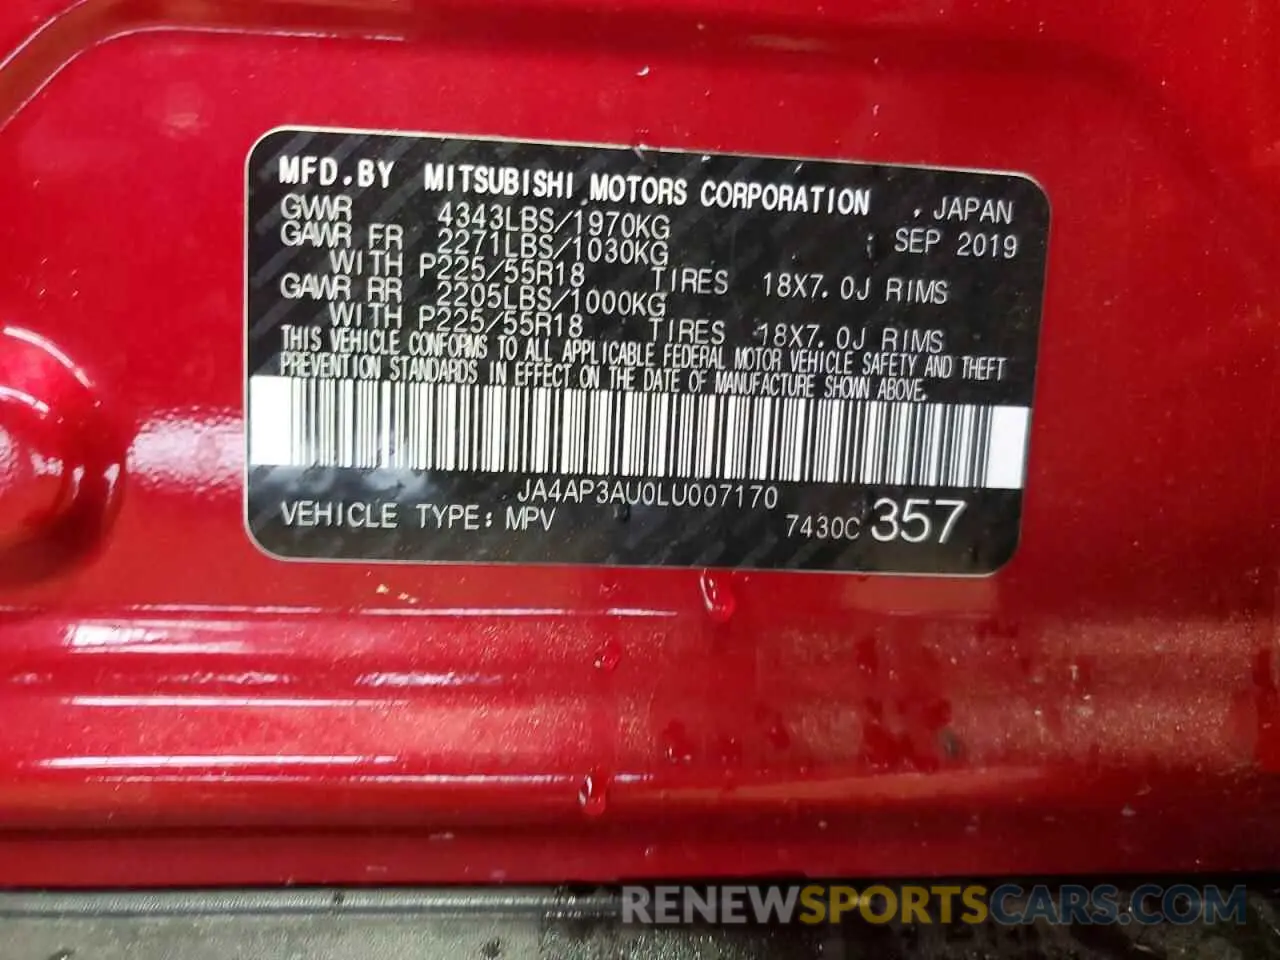 MFD.BY MITSUBISHI MOTORS CORPORATION , JAPAN
GVWR 4343LBS/1970KG ; SEP 2019
GAWR FR 2271LBS/1030KG
WITH P225/55R18 TIRES 18X7.0J RIMS
GAWR RR 2205LBS/1000KG
WITH P225/55R18 TIRES 18X7.0J RIMS
THIS VEHICLE CONFORMS TO ALL APPLICABLE FEDERAL MOTOR VEHICLE SAFETY AND THEFT
PREVENTION STANDARDS IN EFFECT ON THE DATE OF MANUFACTURE SHOWN ABOVE.
JA4AP3AU0LU007170
VEHICLE TYPE: MPV 7430C 357
RENEWSPORTSCARS.COM